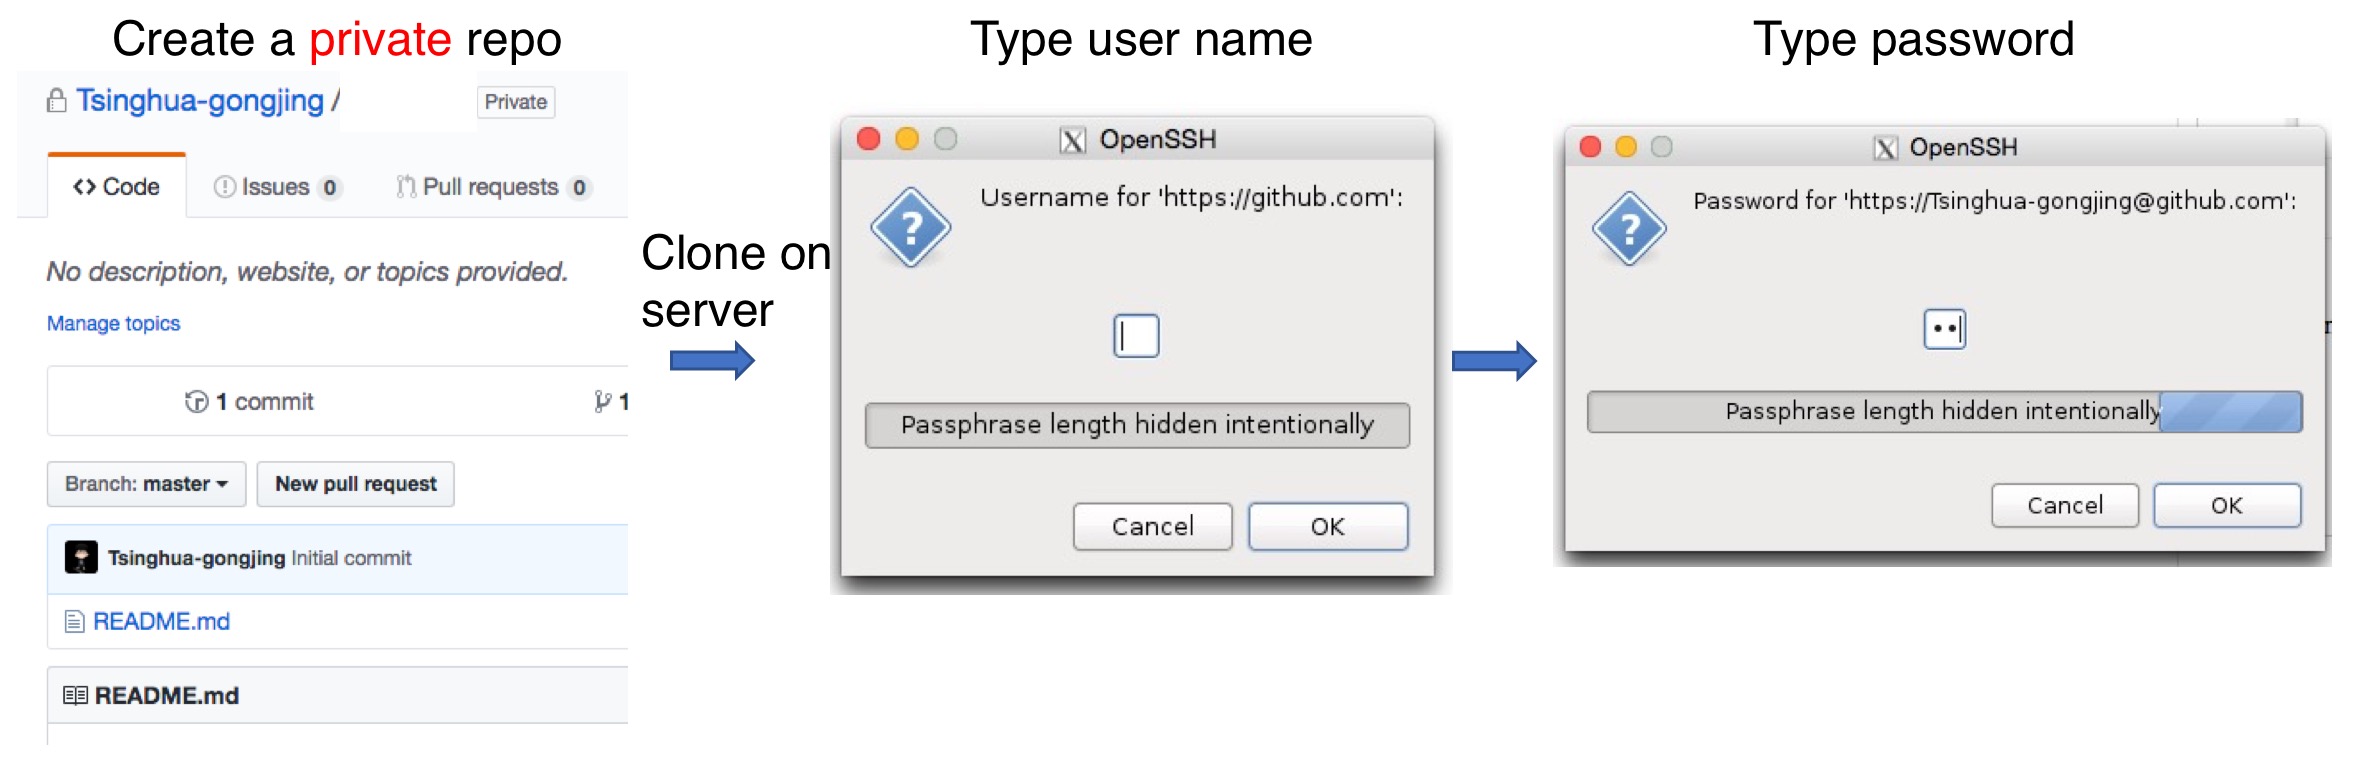 Create a private repo
Tsinghua-gongjing /
Private
Code
Issues 0
Pull requests 0
No description, website, or topics provided.
Manage topics
1 commit
1
Branch: master
New pull request
Tsinghua-gongjing Initial commit
README.md
README.md
Clone on
server
Type user name
X OpenSSH
Username for 'https://github.com':
Passphrase length hidden intentionally
Cancel
OK
Type password
X OpenSSH
Password for 'https://Tsinghua-gongjing@github.com':
Passphrase length hidden intentionally
Cancel
OK